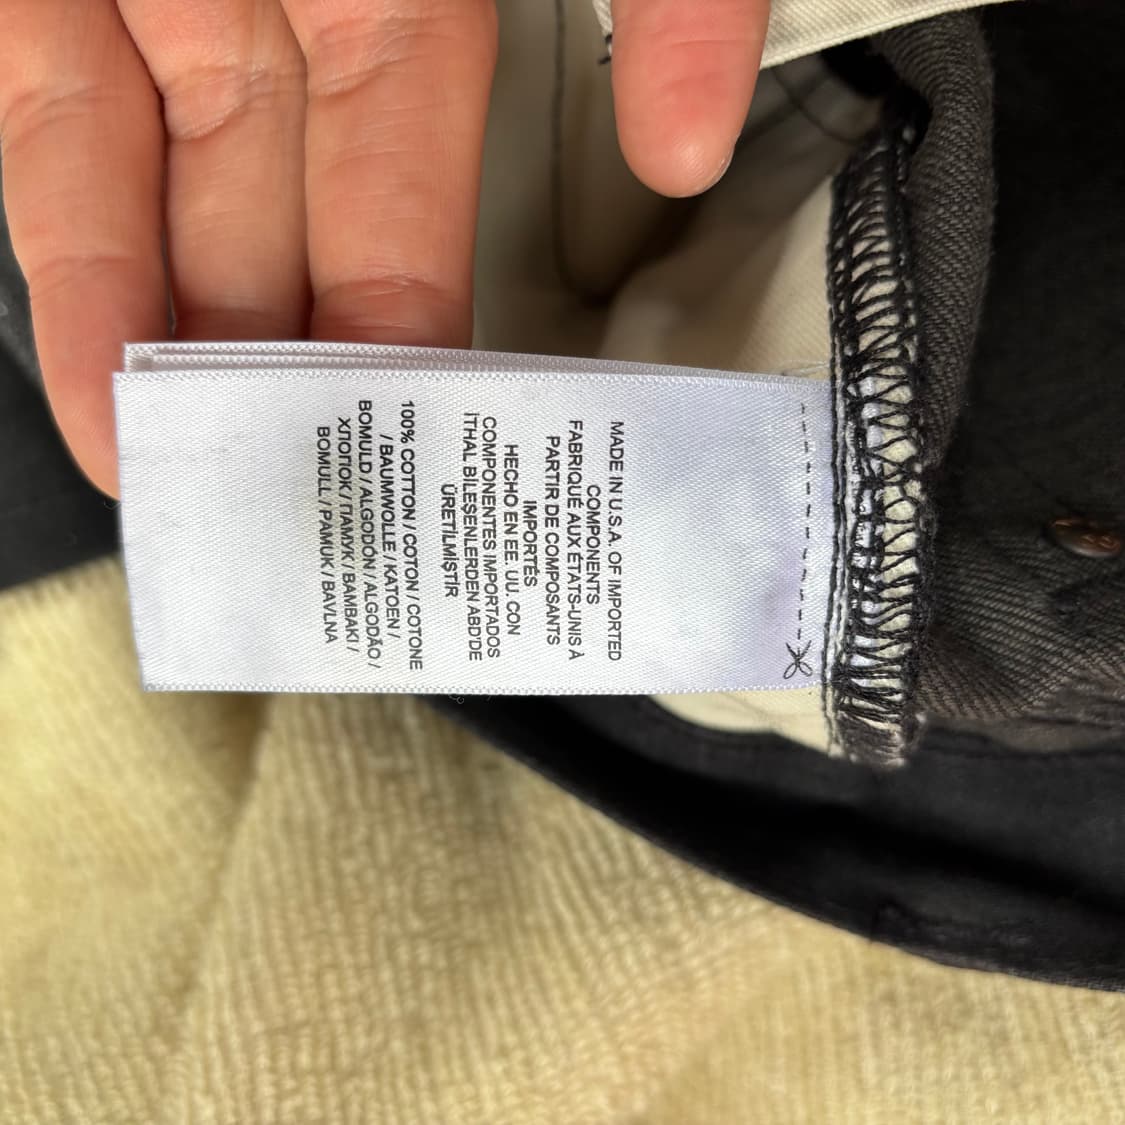 MADE IN U.S.A. OF IMPORTED
COMPONENTS
FABRIQUÉ AUX ÉTATS-UNIS À
PARTIR DE COMPOSANTS
IMPORTÉS
HECHO EN EE. UU. CON
COMPONENTES IMPORTADOS
İTHAL BİLEŞENLERDEN ABD'DE
ÜRETİLMİŞTİR
100% COTTON / COTON / COTONE
/ BAUMWOLLE / KATOEN /
BOMULD / ALGODÓN / ALGODÃO /
ХЛОПОК / ПАМУК / BAMBAKI /
BOMULL / PAMUK / BAVLNA